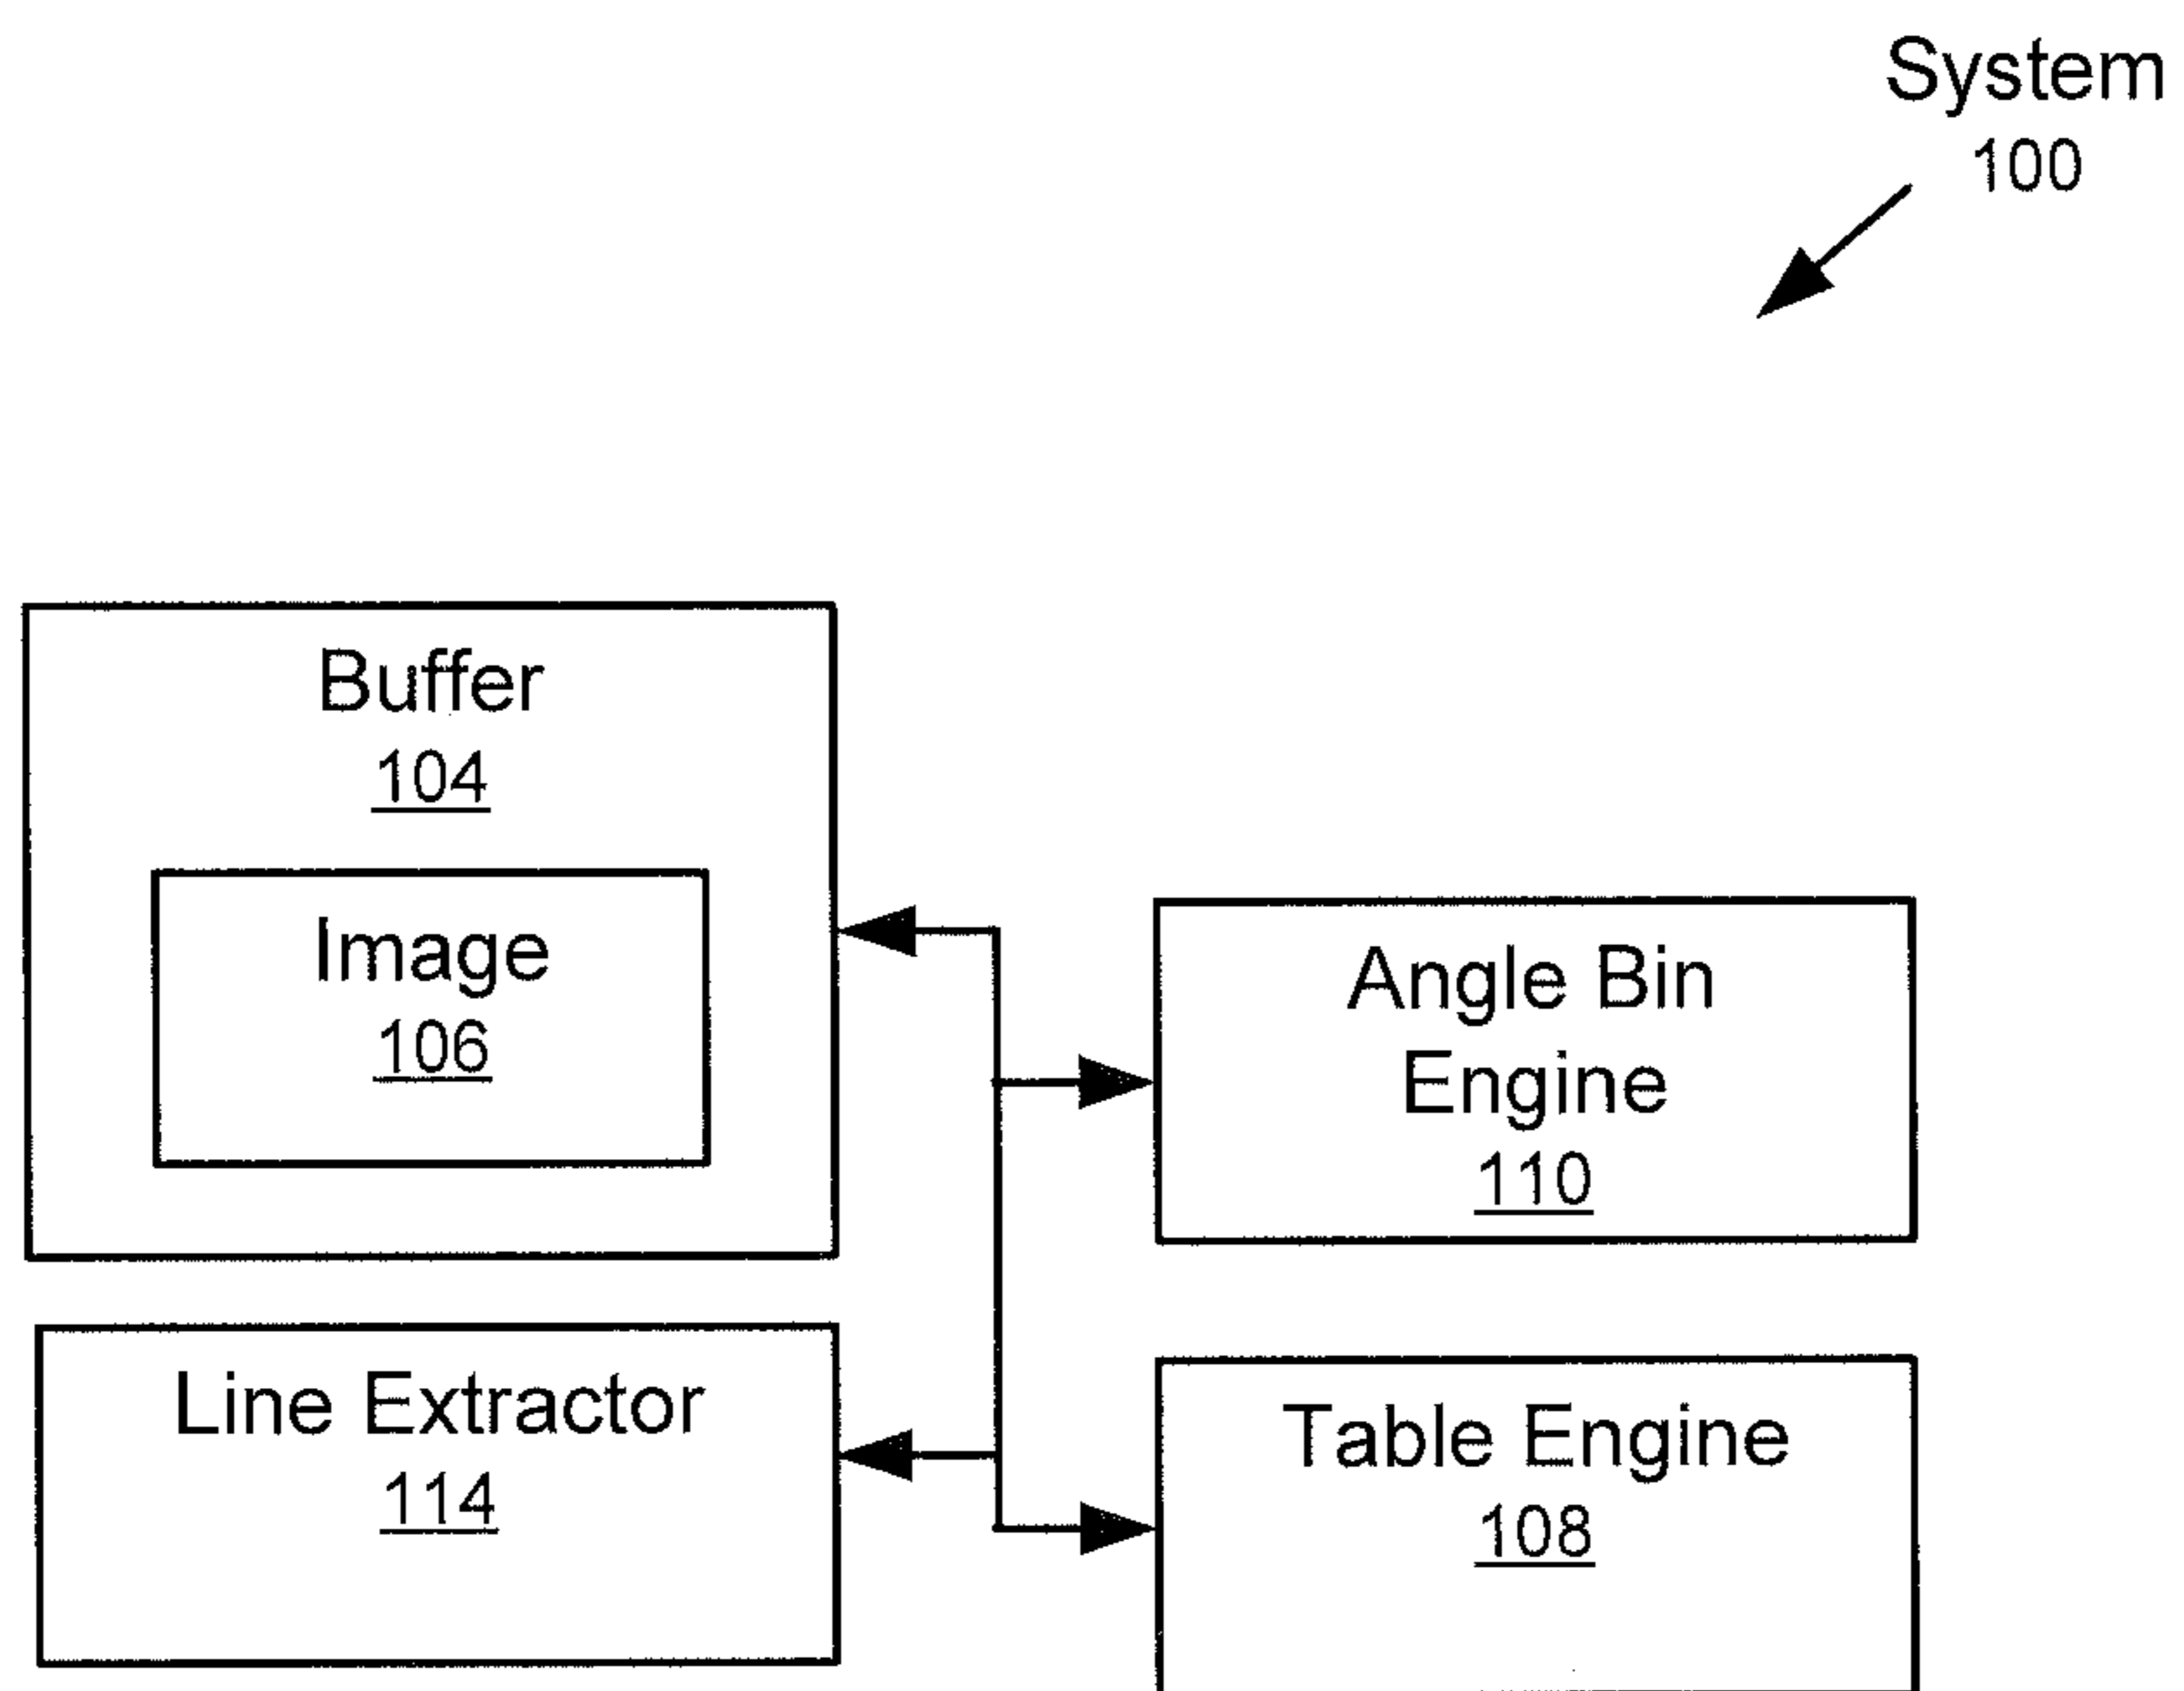 System
100
Buffer
104
Image
106
Angle Bin
Engine
110
Line Extractor
114
Table Engine
108